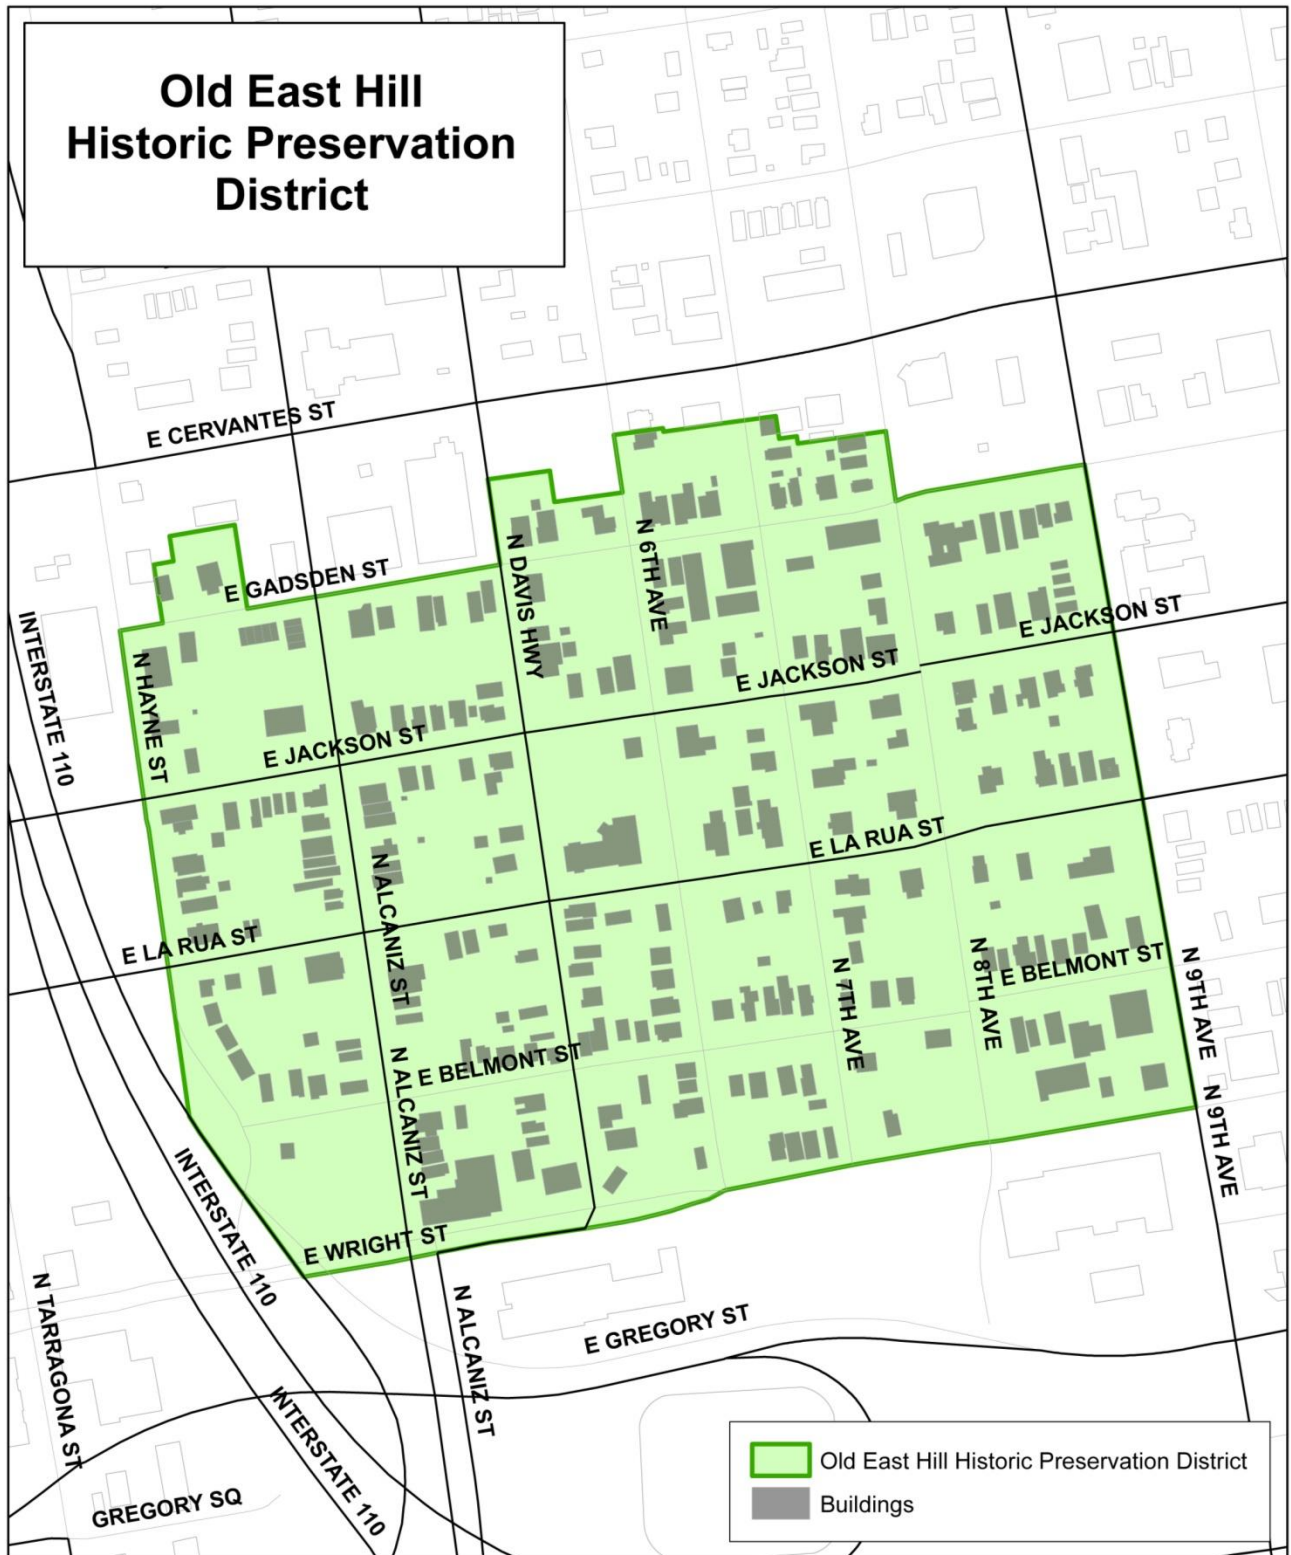 Old East Hill
Historic Preservation
District
E CERVANTES ST
E GADSDEN ST
N DAVIS HWY
N 6TH AVE
INTERSTATE 110
N HAYNE ST
E JACKSON ST
E JACKSON ST
E JACKSON ST
E LA RUA ST
N ALCANIZ ST
E LA RUA ST
N 7TH AVE
N 8TH AVE
E BELMONT ST
N 9TH AVE
E BELMONT ST
N ALCANIZ ST
N 9TH AVE
INTERSTATE 110
E WRIGHT ST
N TARRAGONA ST
N ALCANIZ ST
E GREGORY ST
INTERSTATE 110
GREGORY SQ
Old East Hill Historic Preservation District
Buildings